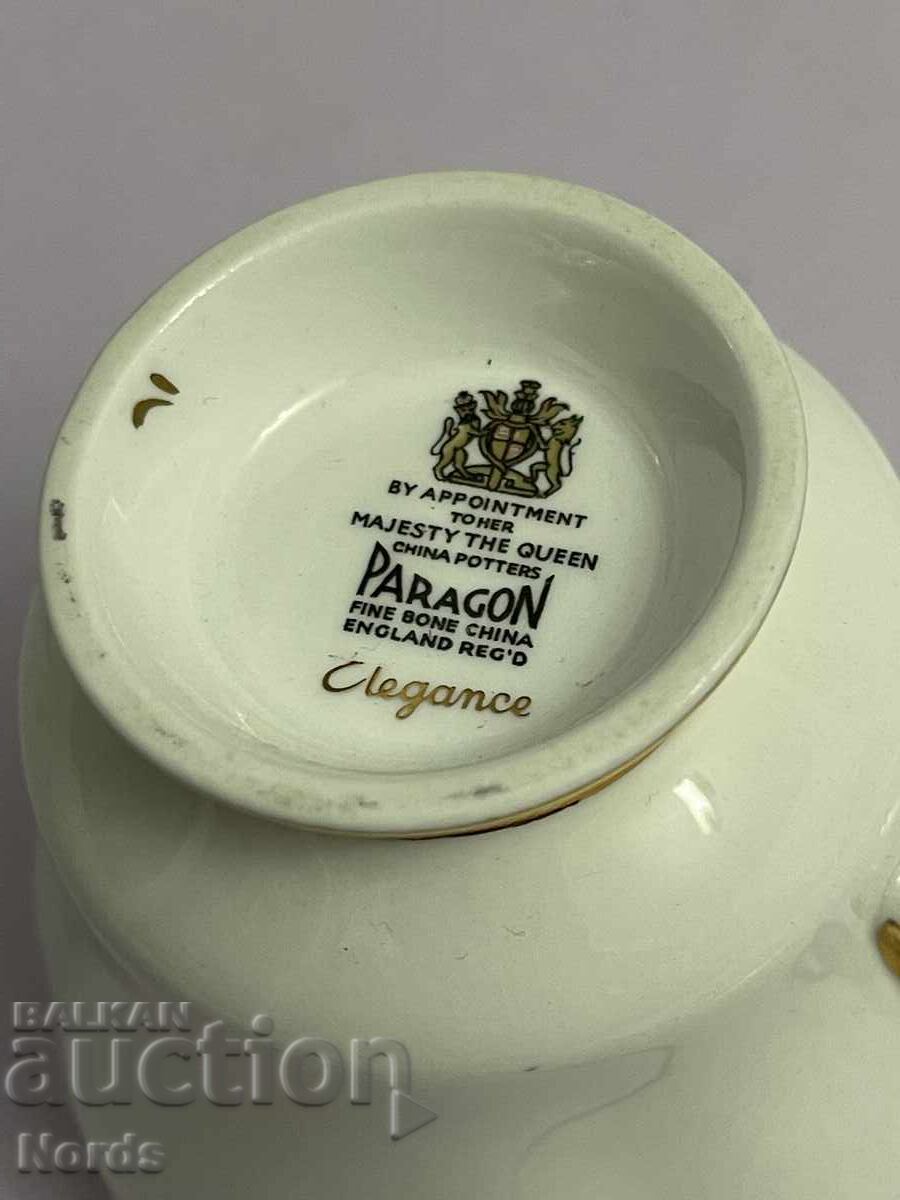 BY APPOINTMENT
TO HER
MAJESTY THE QUEEN
CHINA POTTERS
PARAGON
FINE BONE CHINA
ENGLAND REG'D
Elegance
BALKAN
auction
Nords